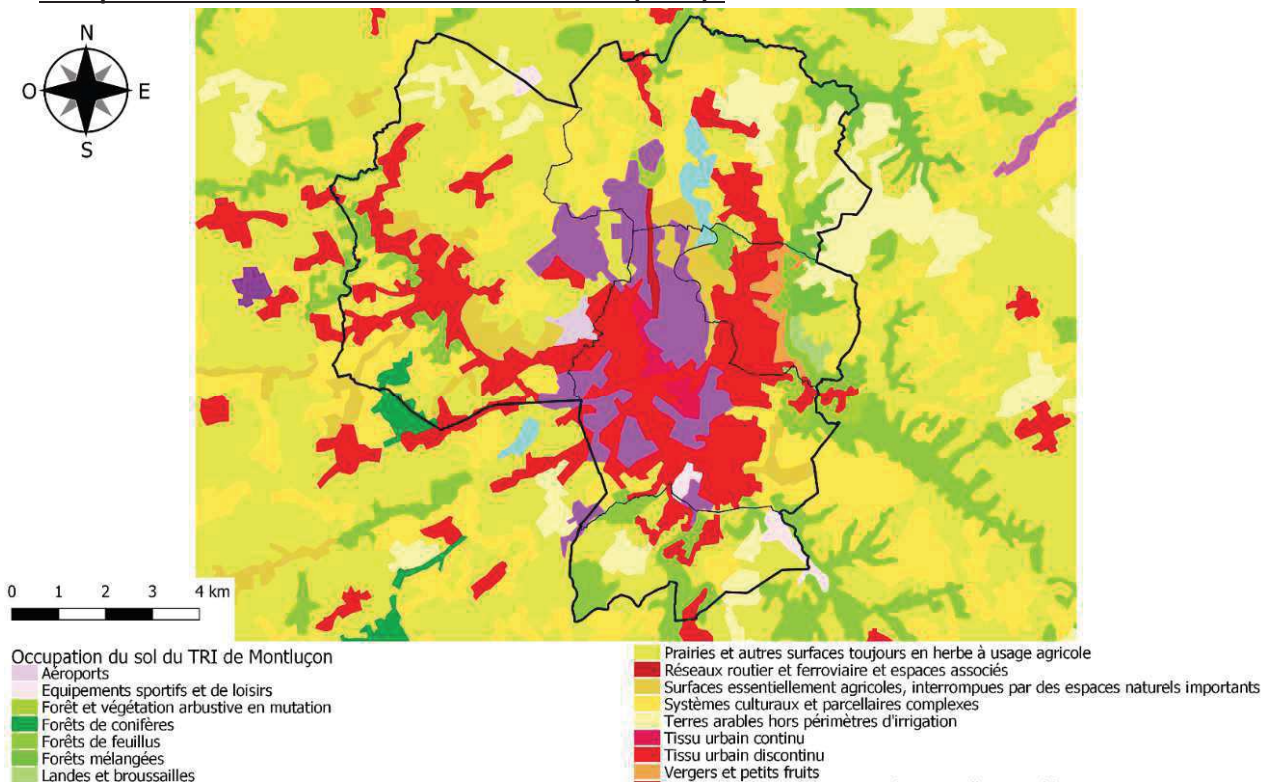 N
O
E
S
0 1 2 3 4 km
Occupation du sol du TRI de Montluçon
Aéroports
Equipements sportifs et de loisirs
Forêt et végétation arbustive en mutation
Forêts de conifères
Forêts de feuillus
Forêts mélangées
Landes et broussailles
Prairies et autres surfaces toujours en herbe à usage agricole
Réseaux routier et ferroviaire et espaces associés
Surfaces essentiellement agricoles, interrompues par des espaces naturels importants
Systèmes culturaux et parcellaires complexes
Terres arables hors périmètres d'irrigation
Tissu urbain continu
Tissu urbain discontinu
Vergers et petits fruits